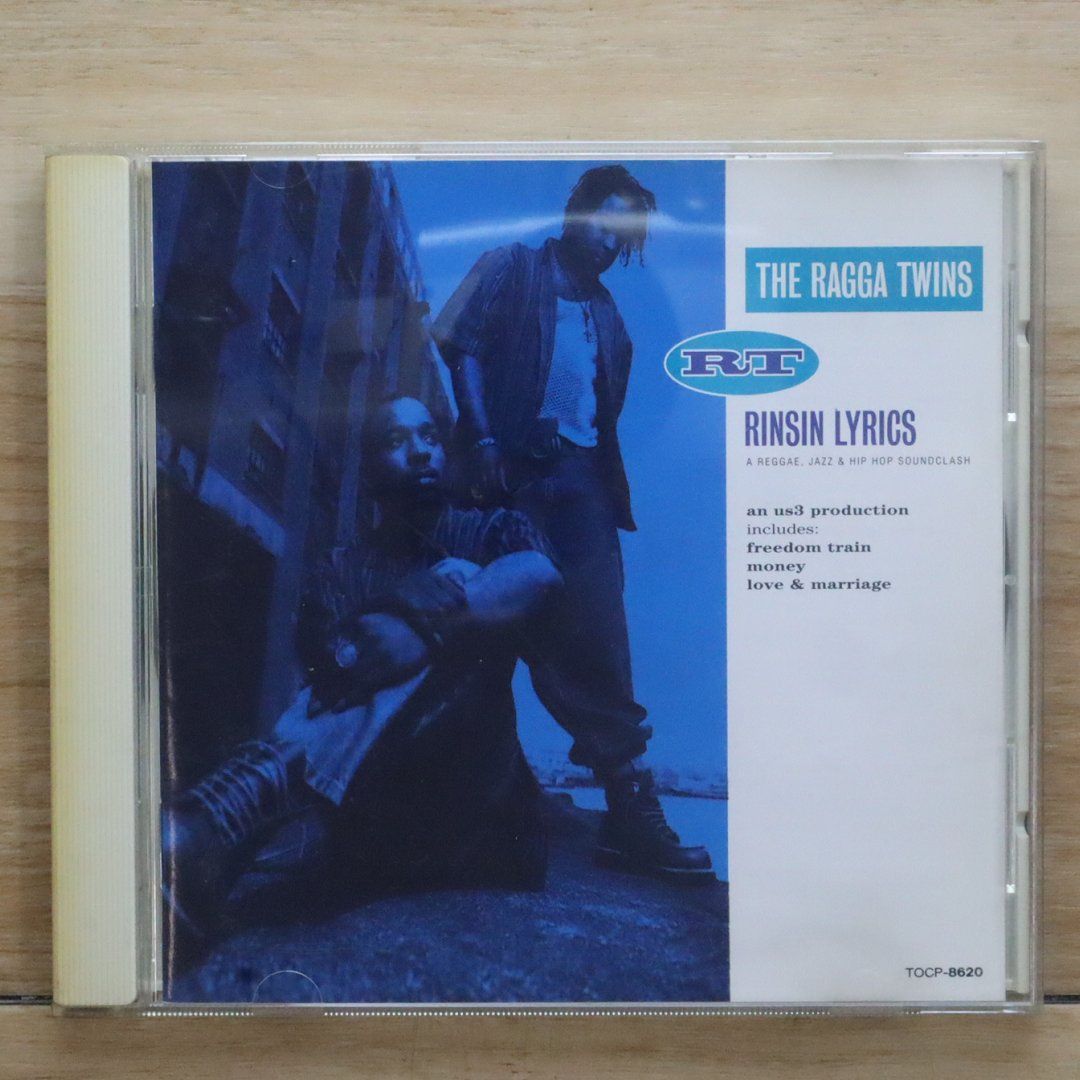 THE RAGGA TWINS
RT
RINSIN LYRICS
A REGGAE, JAZZ & HIP HOP SOUNDCLASH
an us3 production
includes:
freedom train
money
love & marriage
TOCP-8620